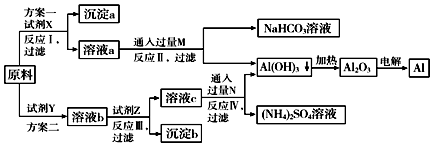 方案一
试剂X
反应Ⅰ，
过滤
沉淀a
溶液a
通入过量M
反应Ⅱ，过滤
NaHCO₃溶液
Al(OH)₃↓
加热
Al₂O₃
电解
Al
原料
试剂Y
方案二
溶液b
试剂Z
反应Ⅲ，
过滤
溶液c
沉淀b
通入
过量N
反应Ⅳ，
过滤
(NH₄)₂SO₄溶液